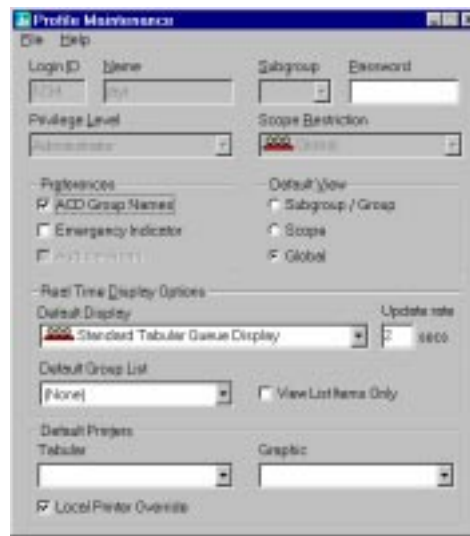 Profile Maintenance
File Help
Login ID Name Subgroup Password
1234
Privilege Level Scope Restriction
Administrator Global
Preferences Default View
ACD Group Names Subgroup / Group
Emergency Indicator Scope
Global
Real Time Display Options
Default Display Update rate
Standard Tabular Queue Display 2 secs
Default Group List
(None) View List Items Only
Default Printers
Tabular Graphic
Local Printer Override